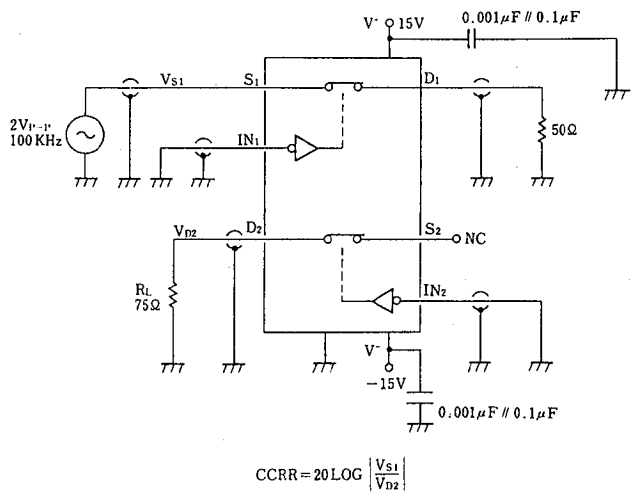 V- 15V
0.001μF // 0.1μF
VS1
S1
D1
2VP-P
100 KHz
IN1
50Ω
VD2
D2
S2
NC
RL
75Ω
IN2
V-
-15V
0.001μF // 0.1μF
CCRR = 20 LOG |VS1/VD2|